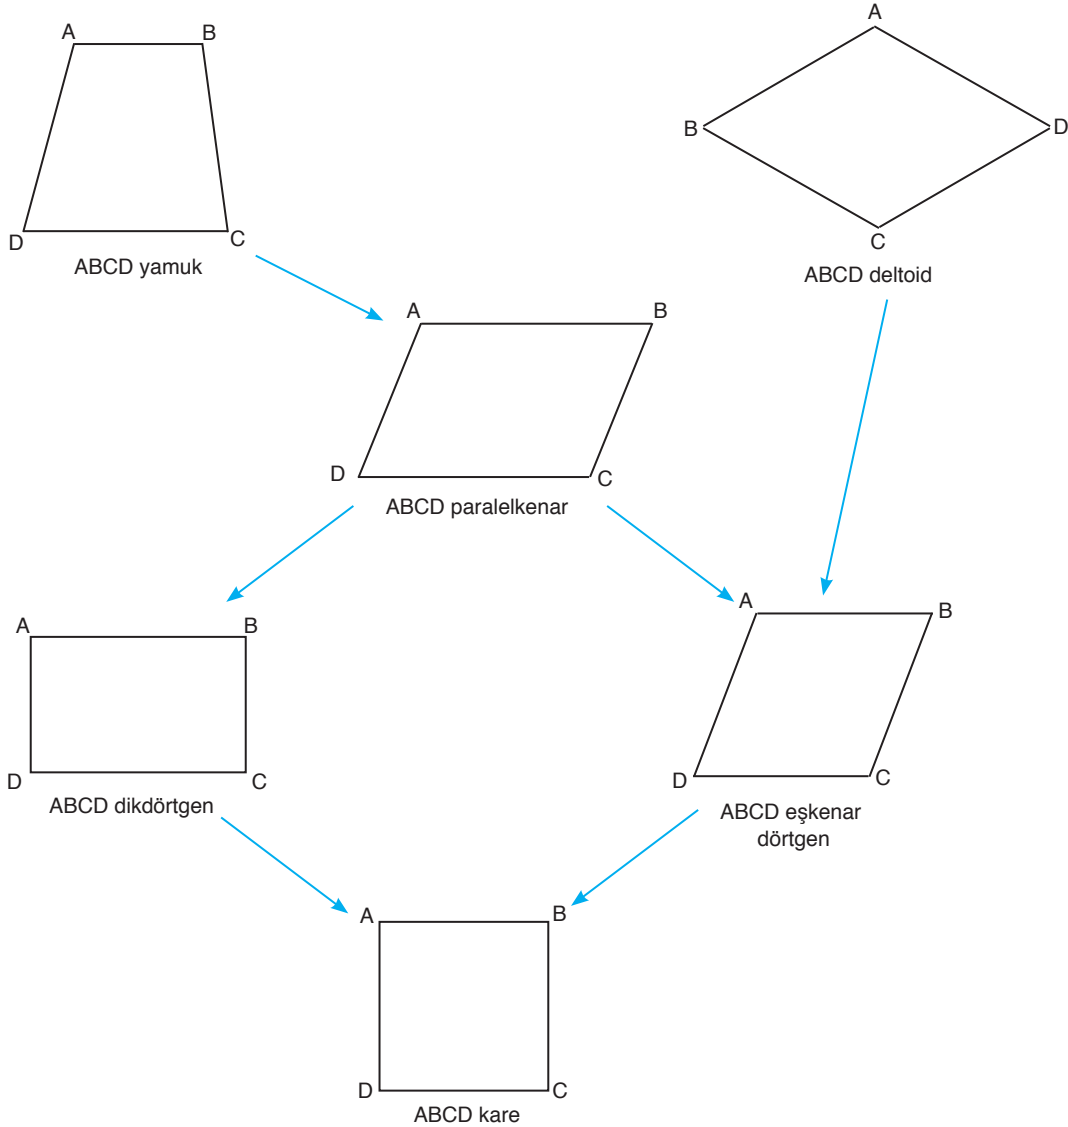 A B
D C
ABCD yamuk
A
B D
C
ABCD deltoid
A B
D C
ABCD paralelkenar
A B
D C
ABCD dikdörtgen
A B
D C
ABCD eşkenar
dörtgen
A B
D C
ABCD kare